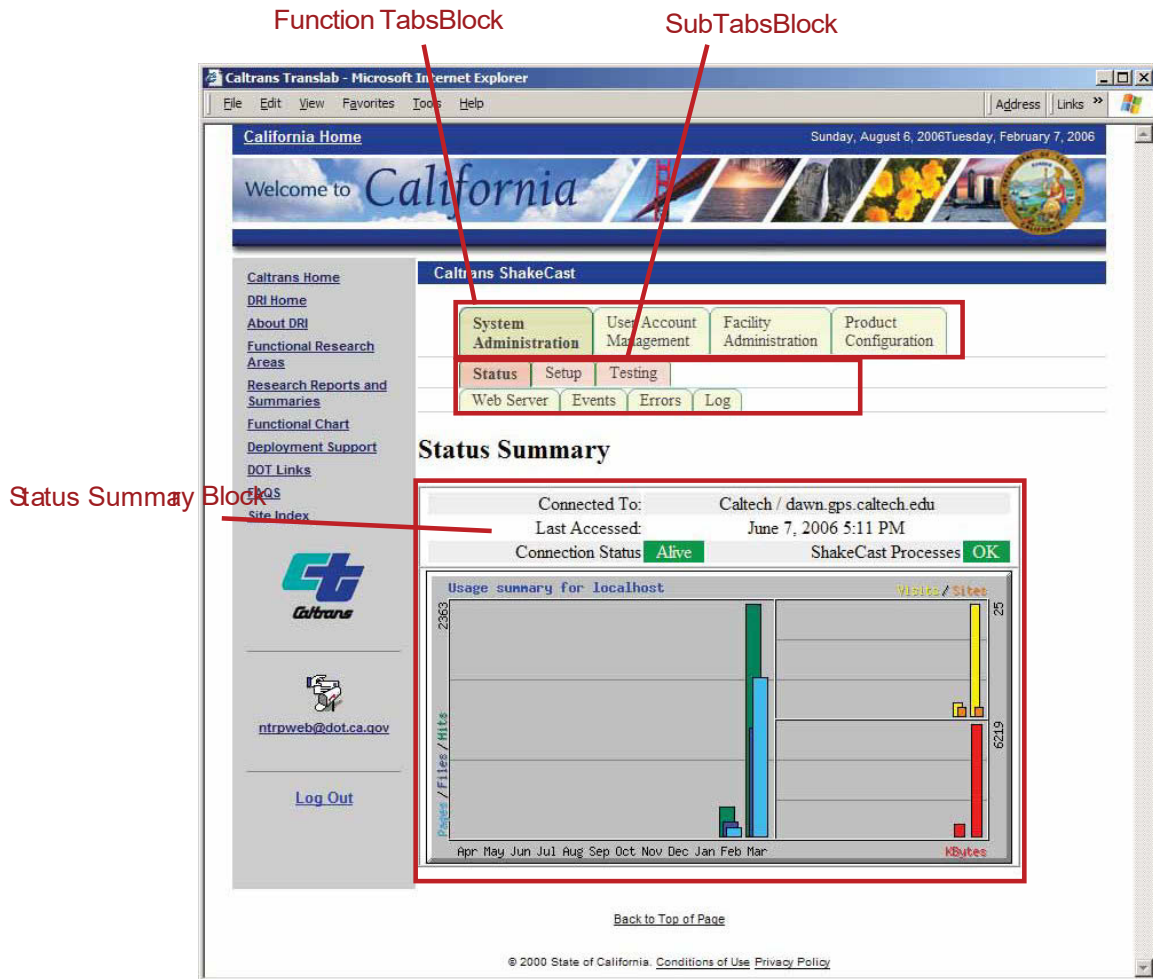 Function TabsBlock
SubTabsBlock
Caltrans Translab - Microsoft Internet Explorer
File Edit View Favorites Tools Help
Address Links »
California Home
Sunday, August 6, 2006Tuesday, February 7, 2006
Welcome to California
Caltrans Home
DRI Home
About DRI
Functional Research
Areas
Research Reports and
Summaries
Functional Chart
Deployment Support
DOT Links
FAQS
Site Index
Caltrans
ntrpweb@dot.ca.gov
Log Out
Caltrans ShakeCast
System
Administration
User Account
Management
Facility
Administration
Product
Configuration
Status Setup Testing
Web Server Events Errors Log
Status Summary
Status Summary Block
Connected To: Caltech / dawn.gps.caltech.edu
Last Accessed: June 7, 2006 5:11 PM
Connection Status Alive ShakeCast Processes OK
Usage summary for localhost
Visits / Sites
2363
25
Pages / Files / Hits
6219
Apr May Jun Jul Aug Sep Oct Nov Dec Jan Feb Mar
KBytes
Back to Top of Page
© 2000 State of California. Conditions of Use Privacy Policy